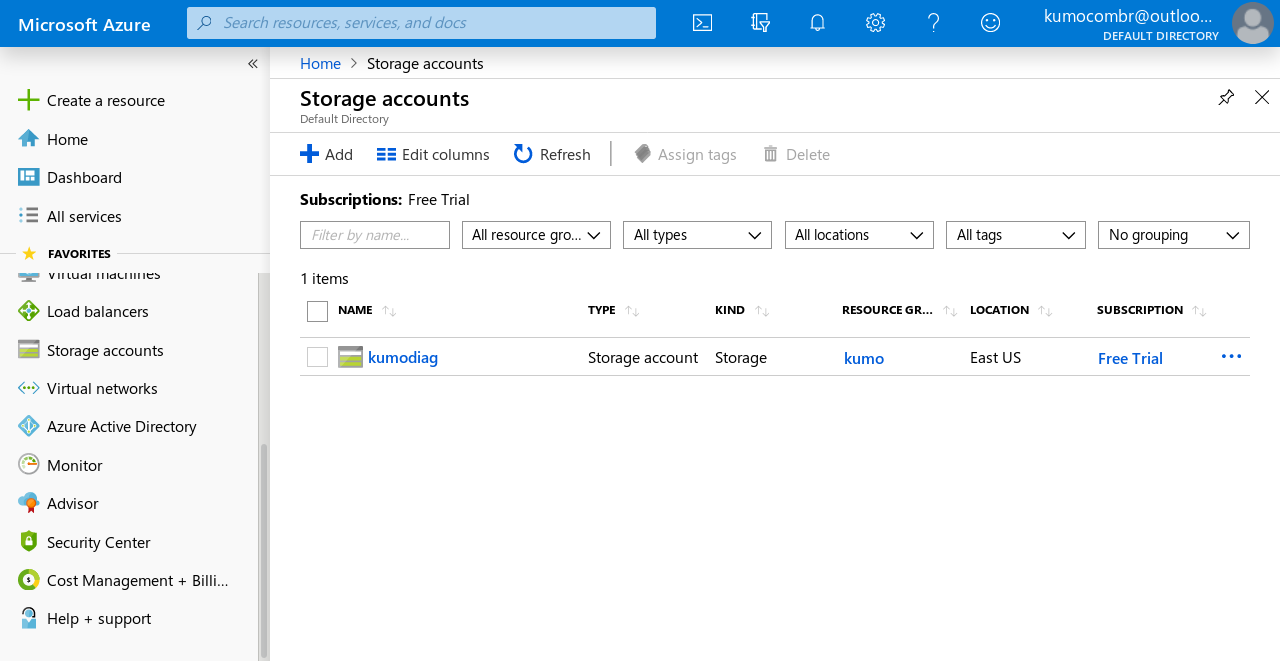 Microsoft Azure
Search resources, services, and docs
kumocombr@outloo...
DEFAULT DIRECTORY
«
Create a resource
Home
Dashboard
All services
FAVORITES
Virtual machines
Load balancers
Storage accounts
Virtual networks
Azure Active Directory
Monitor
Advisor
Security Center
Cost Management + Billi...
Help + support
Home > Storage accounts
Storage accounts
Default Directory
Add Edit columns Refresh Assign tags Delete
Subscriptions: Free Trial
Filter by name... All resource gro... All types All locations All tags No grouping
1 items
NAME TYPE KIND RESOURCE GR... LOCATION SUBSCRIPTION
kumodiag Storage account Storage kumo East US Free Trial ...